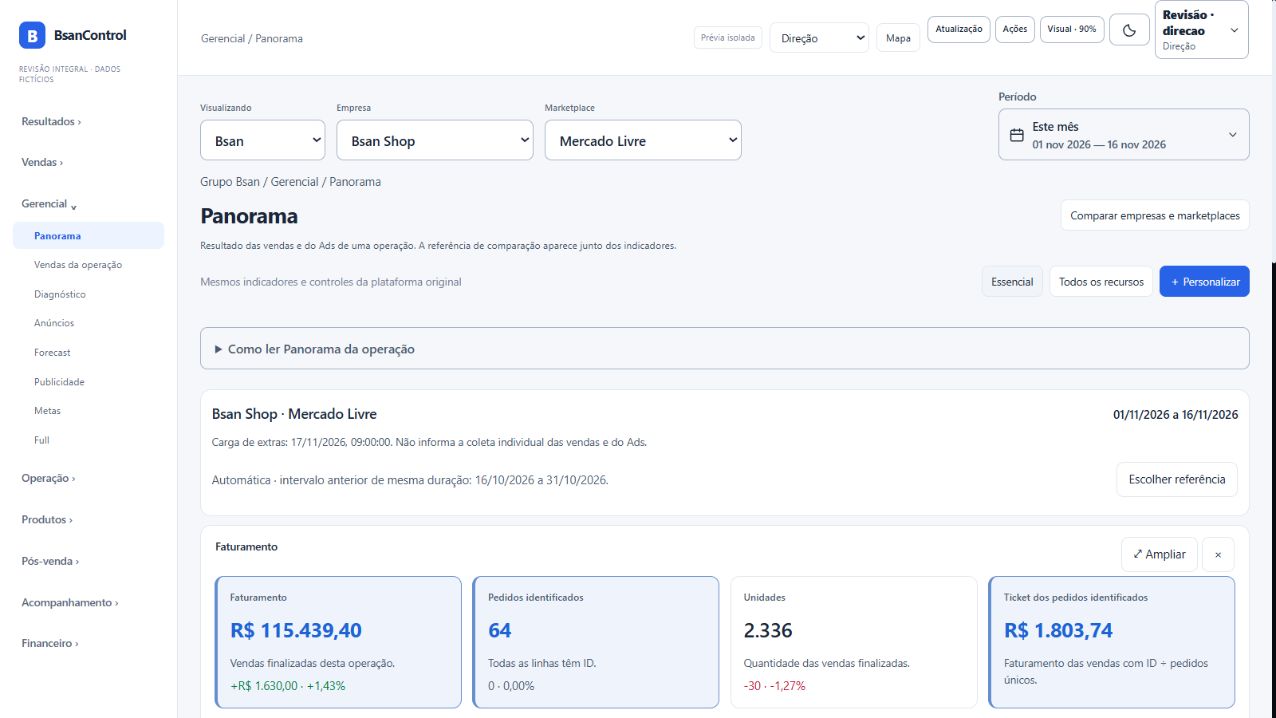 B BsanControl
REVISÃO INTEGRAL · DADOS
FICTÍCIOS
Resultados ›
Vendas ›
Gerencial
Panorama
Vendas da operação
Diagnóstico
Anúncios
Forecast
Publicidade
Metas
Full
Operação ›
Produtos ›
Pós-venda ›
Acompanhamento ›
Financeiro ›
Gerencial / Panorama
Prévia isolada
Direção
Mapa
Atualização
Ações
Visual · 90%
Revisão ·
direcao
Direção
Visualizando
Bsan
Empresa
Bsan Shop
Marketplace
Mercado Livre
Período
Este mês
01 nov 2026 — 16 nov 2026
Grupo Bsan / Gerencial / Panorama
Panorama
Comparar empresas e marketplaces
Resultado das vendas e do Ads de uma operação. A referência de comparação aparece junto dos indicadores.
Mesmos indicadores e controles da plataforma original
Essencial
Todos os recursos
+ Personalizar
▶ Como ler Panorama da operação
Bsan Shop · Mercado Livre
01/11/2026 a 16/11/2026
Carga de extras: 17/11/2026, 09:00:00. Não informa a coleta individual das vendas e do Ads.
Automática · intervalo anterior de mesma duração: 16/10/2026 a 31/10/2026.
Escolher referência
Faturamento
⤢ Ampliar
×
Faturamento
R$ 115.439,40
Vendas finalizadas desta operação.
+R$ 1.630,00 · +1,43%
Pedidos identificados
64
Todas as linhas têm ID.
0 · 0,00%
Unidades
2.336
Quantidade das vendas finalizadas.
-30 · -1,27%
Ticket dos pedidos identificados
R$ 1.803,74
Faturamento das vendas com ID ÷ pedidos
únicos.